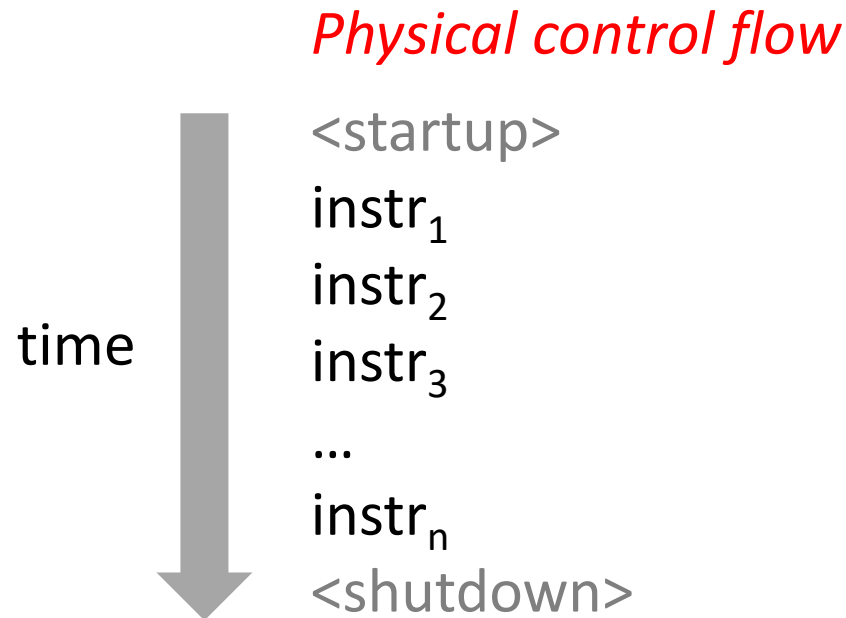 Physical control flow
<startup>
instr₁
instr₂
time
instr₃
...
instrₙ
<shutdown>